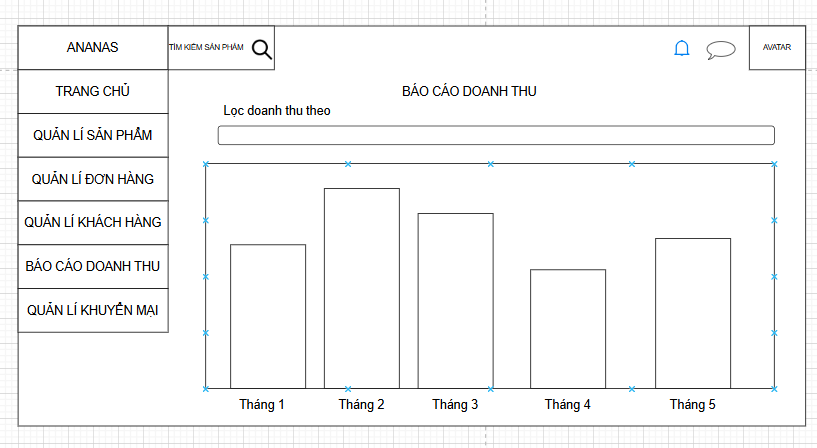 ANANAS
TÌM KIẾM SẢN PHẨM
AVATAR
TRANG CHỦ
QUẢN LÍ SẢN PHẨM
QUẢN LÍ ĐƠN HÀNG
QUẢN LÍ KHÁCH HÀNG
BÁO CÁO DOANH THU
QUẢN LÍ KHUYẾN MẠI
BÁO CÁO DOANH THU
Lọc doanh thu theo
Tháng 1
Tháng 2
Tháng 3
Tháng 4
Tháng 5